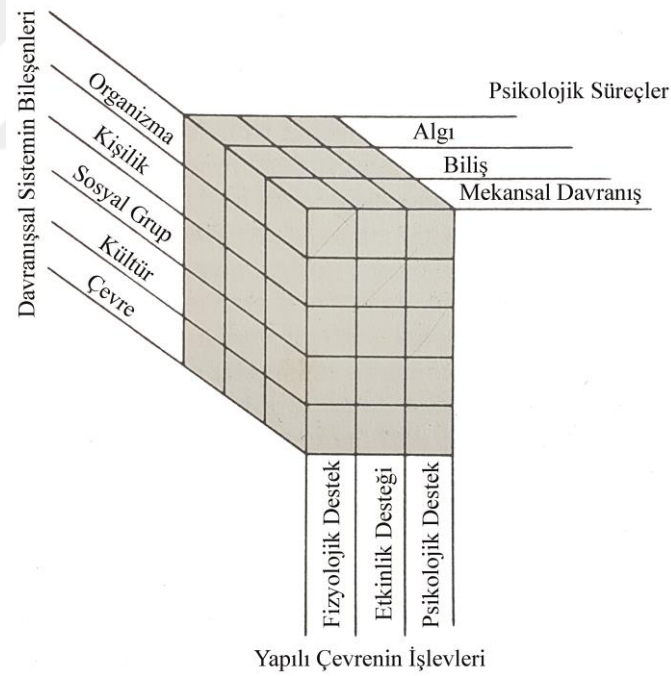 Davranışsal Sistemin Bileşenleri
Organizma
Kişilik
Sosyal Grup
Kültür
Çevre
Psikolojik Süreçler
Algı
Biliş
Mekansal Davranış
Fizyolojik Destek
Etkinlik Desteği
Psikolojik Destek
Yapılı Çevrenin İşlevleri